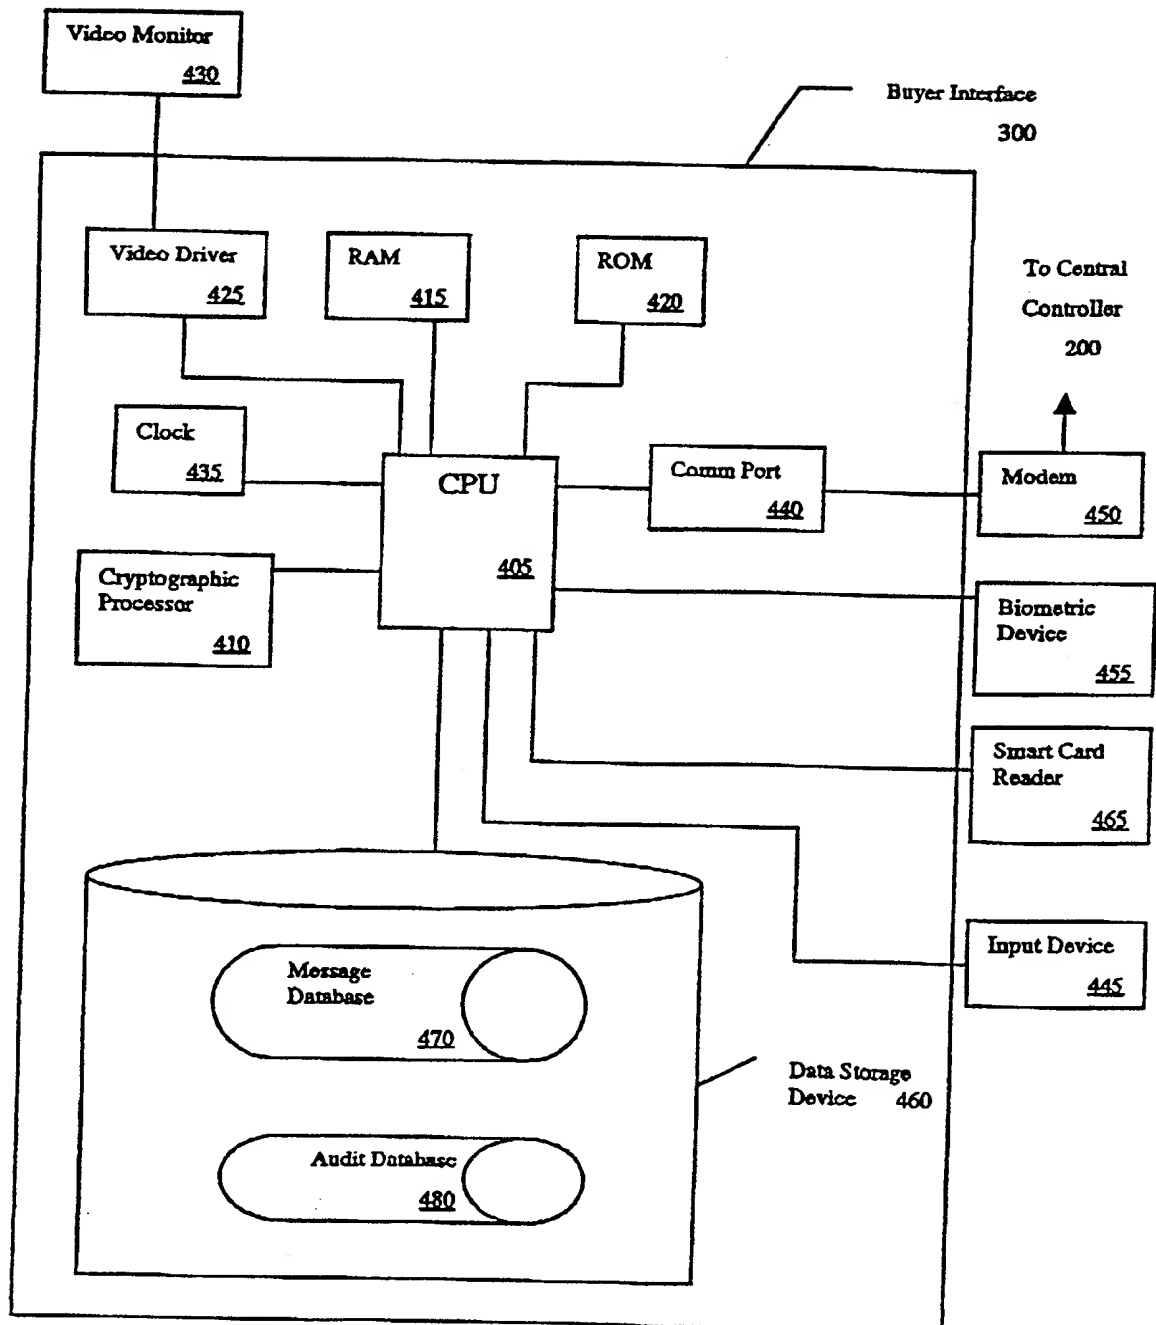 Video Monitor
430
Buyer Interface
300
Video Driver
425
RAM
415
ROM
420
To Central
Controller
200
Clock
435
CPU
405
Comm Port
440
Modem
450
Cryptographic
Processor
410
Biometric
Device
455
Smart Card
Reader
465
Input Device
445
Message
Database
470
Data Storage
Device 460
Audit Database
480